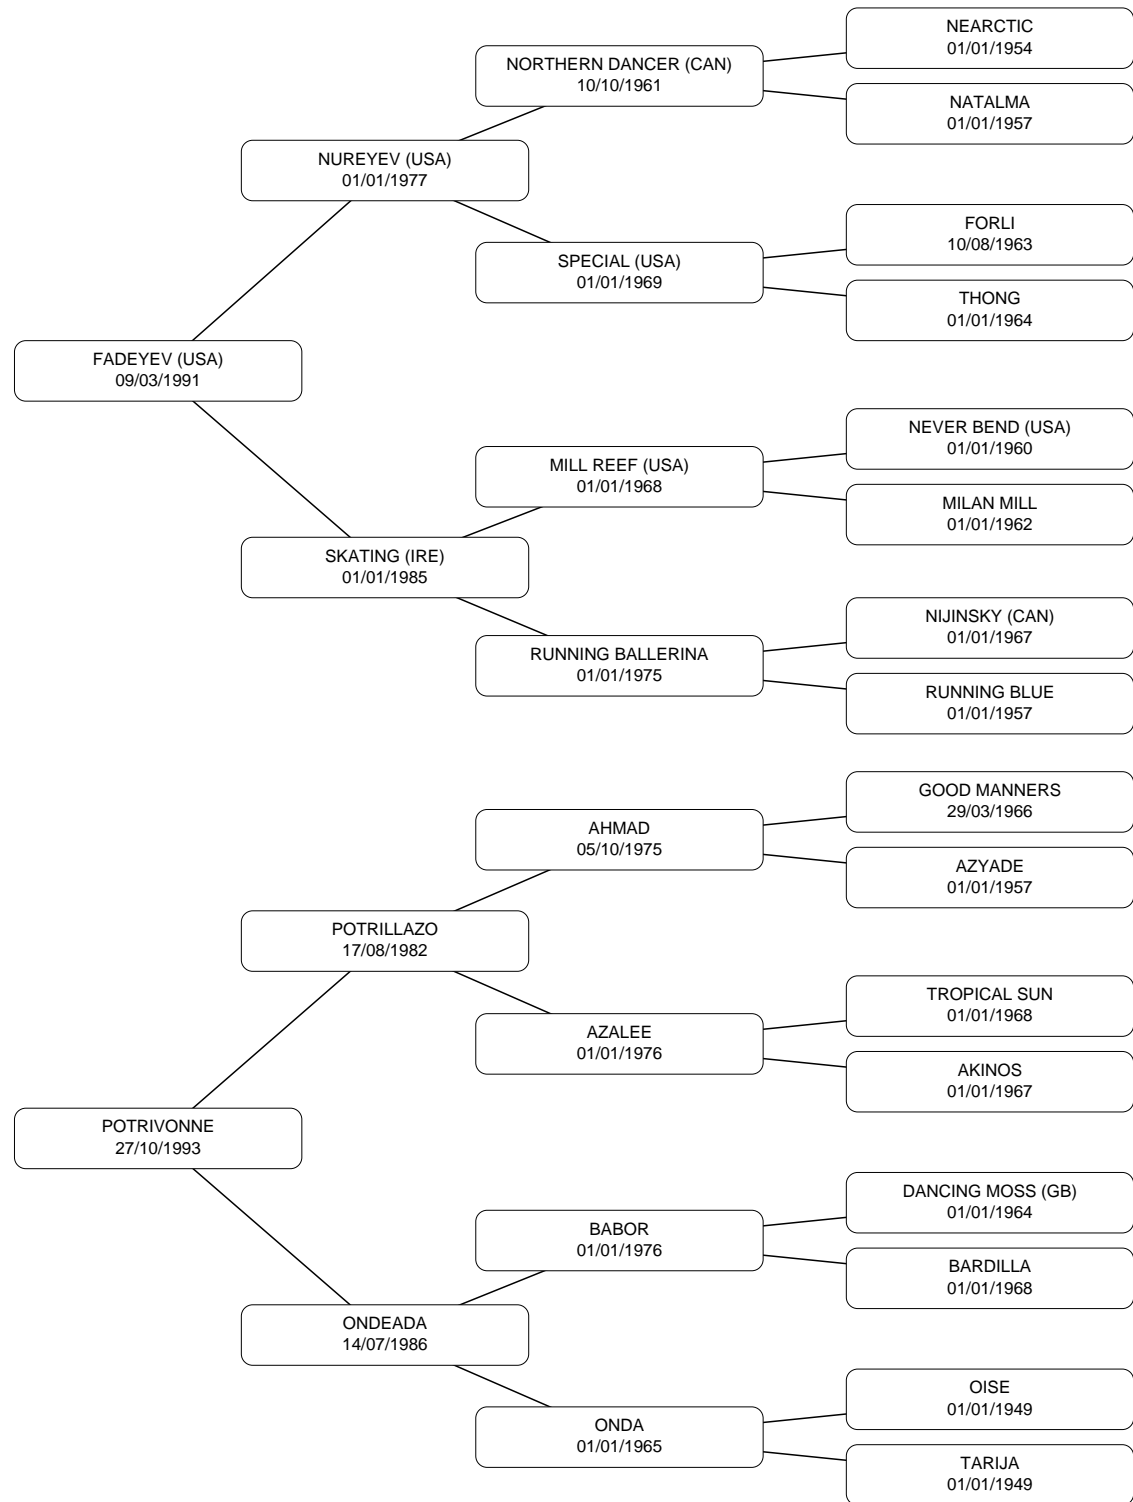 NEARCTIC
01/01/1954
NORTHERN DANCER (CAN)
10/10/1961
NATALMA
01/01/1957
NUREYEV (USA)
01/01/1977
FORLI
10/08/1963
SPECIAL (USA)
01/01/1969
THONG
01/01/1964
FADEYEV (USA)
09/03/1991
NEVER BEND (USA)
01/01/1960
MILL REEF (USA)
01/01/1968
MILAN MILL
01/01/1962
SKATING (IRE)
01/01/1985
NIJINSKY (CAN)
01/01/1967
RUNNING BALLERINA
01/01/1975
RUNNING BLUE
01/01/1957
GOOD MANNERS
29/03/1966
AHMAD
05/10/1975
AZYADE
01/01/1957
POTRILLAZO
17/08/1982
TROPICAL SUN
01/01/1968
AZALEE
01/01/1976
AKINOS
01/01/1967
POTRIVONNE
27/10/1993
DANCING MOSS (GB)
01/01/1964
BABOR
01/01/1976
BARDILLA
01/01/1968
ONDEADA
14/07/1986
OISE
01/01/1949
ONDA
01/01/1965
TARIJA
01/01/1949